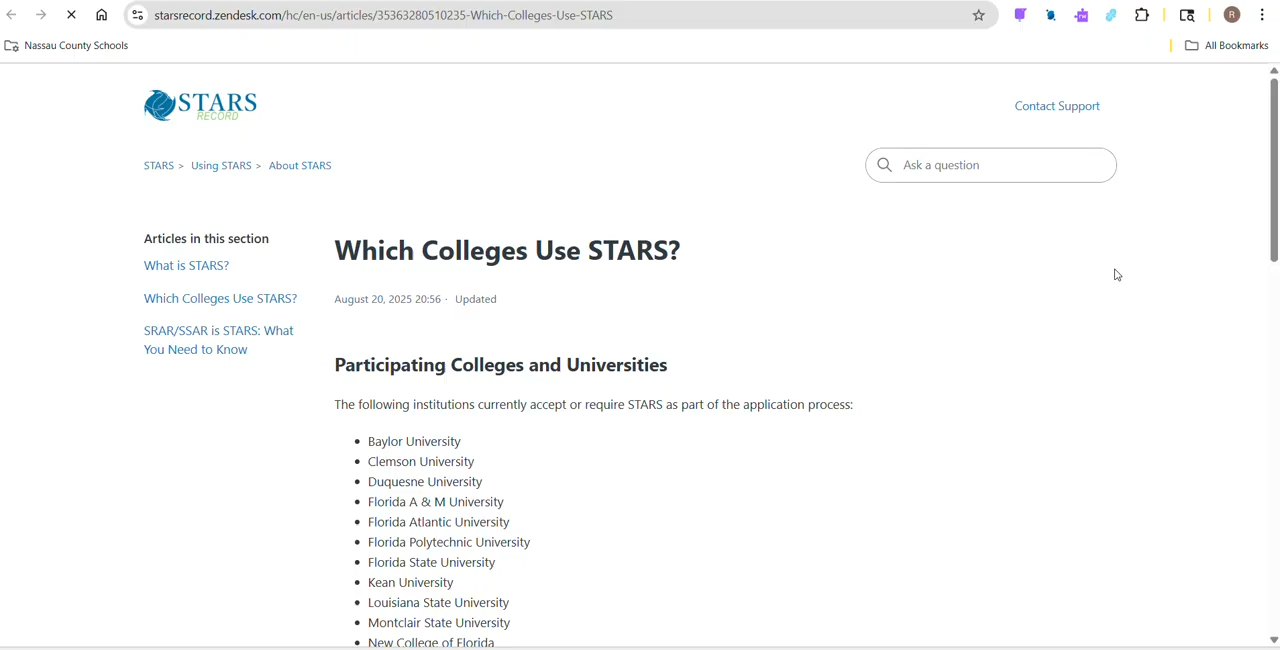 starsrecord.zendesk.com/hc/en-us/articles/35363280510235-Which-Colleges-Use-STARS
rw
R
Nassau County Schools
All Bookmarks
STARS
RECORD
Contact Support
STARS > Using STARS > About STARS
Ask a question
Articles in this section
What is STARS?
Which Colleges Use STARS?
SRAR/SSAR is STARS: What
You Need to Know
Which Colleges Use STARS?
August 20, 2025 20:56 · Updated
Participating Colleges and Universities
The following institutions currently accept or require STARS as part of the application process:
• Baylor University
• Clemson University
• Duquesne University
• Florida A & M University
• Florida Atlantic University
• Florida Polytechnic University
• Florida State University
• Kean University
• Louisiana State University
• Montclair State University
• New College of Florida